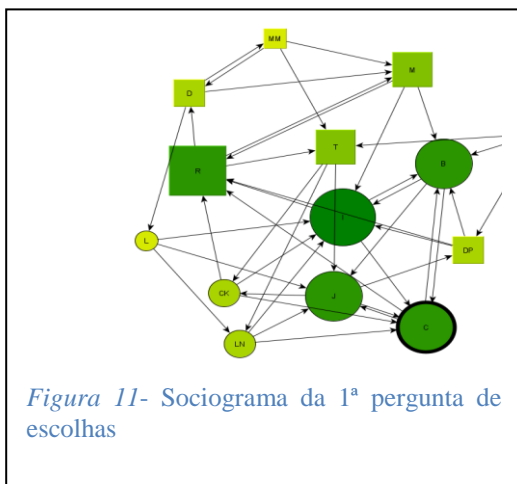 MM
M
D
T
B
R
I
L
DP
CK
J
C
LN
Figura 11- Sociograma da 1ª pergunta de
escolhas